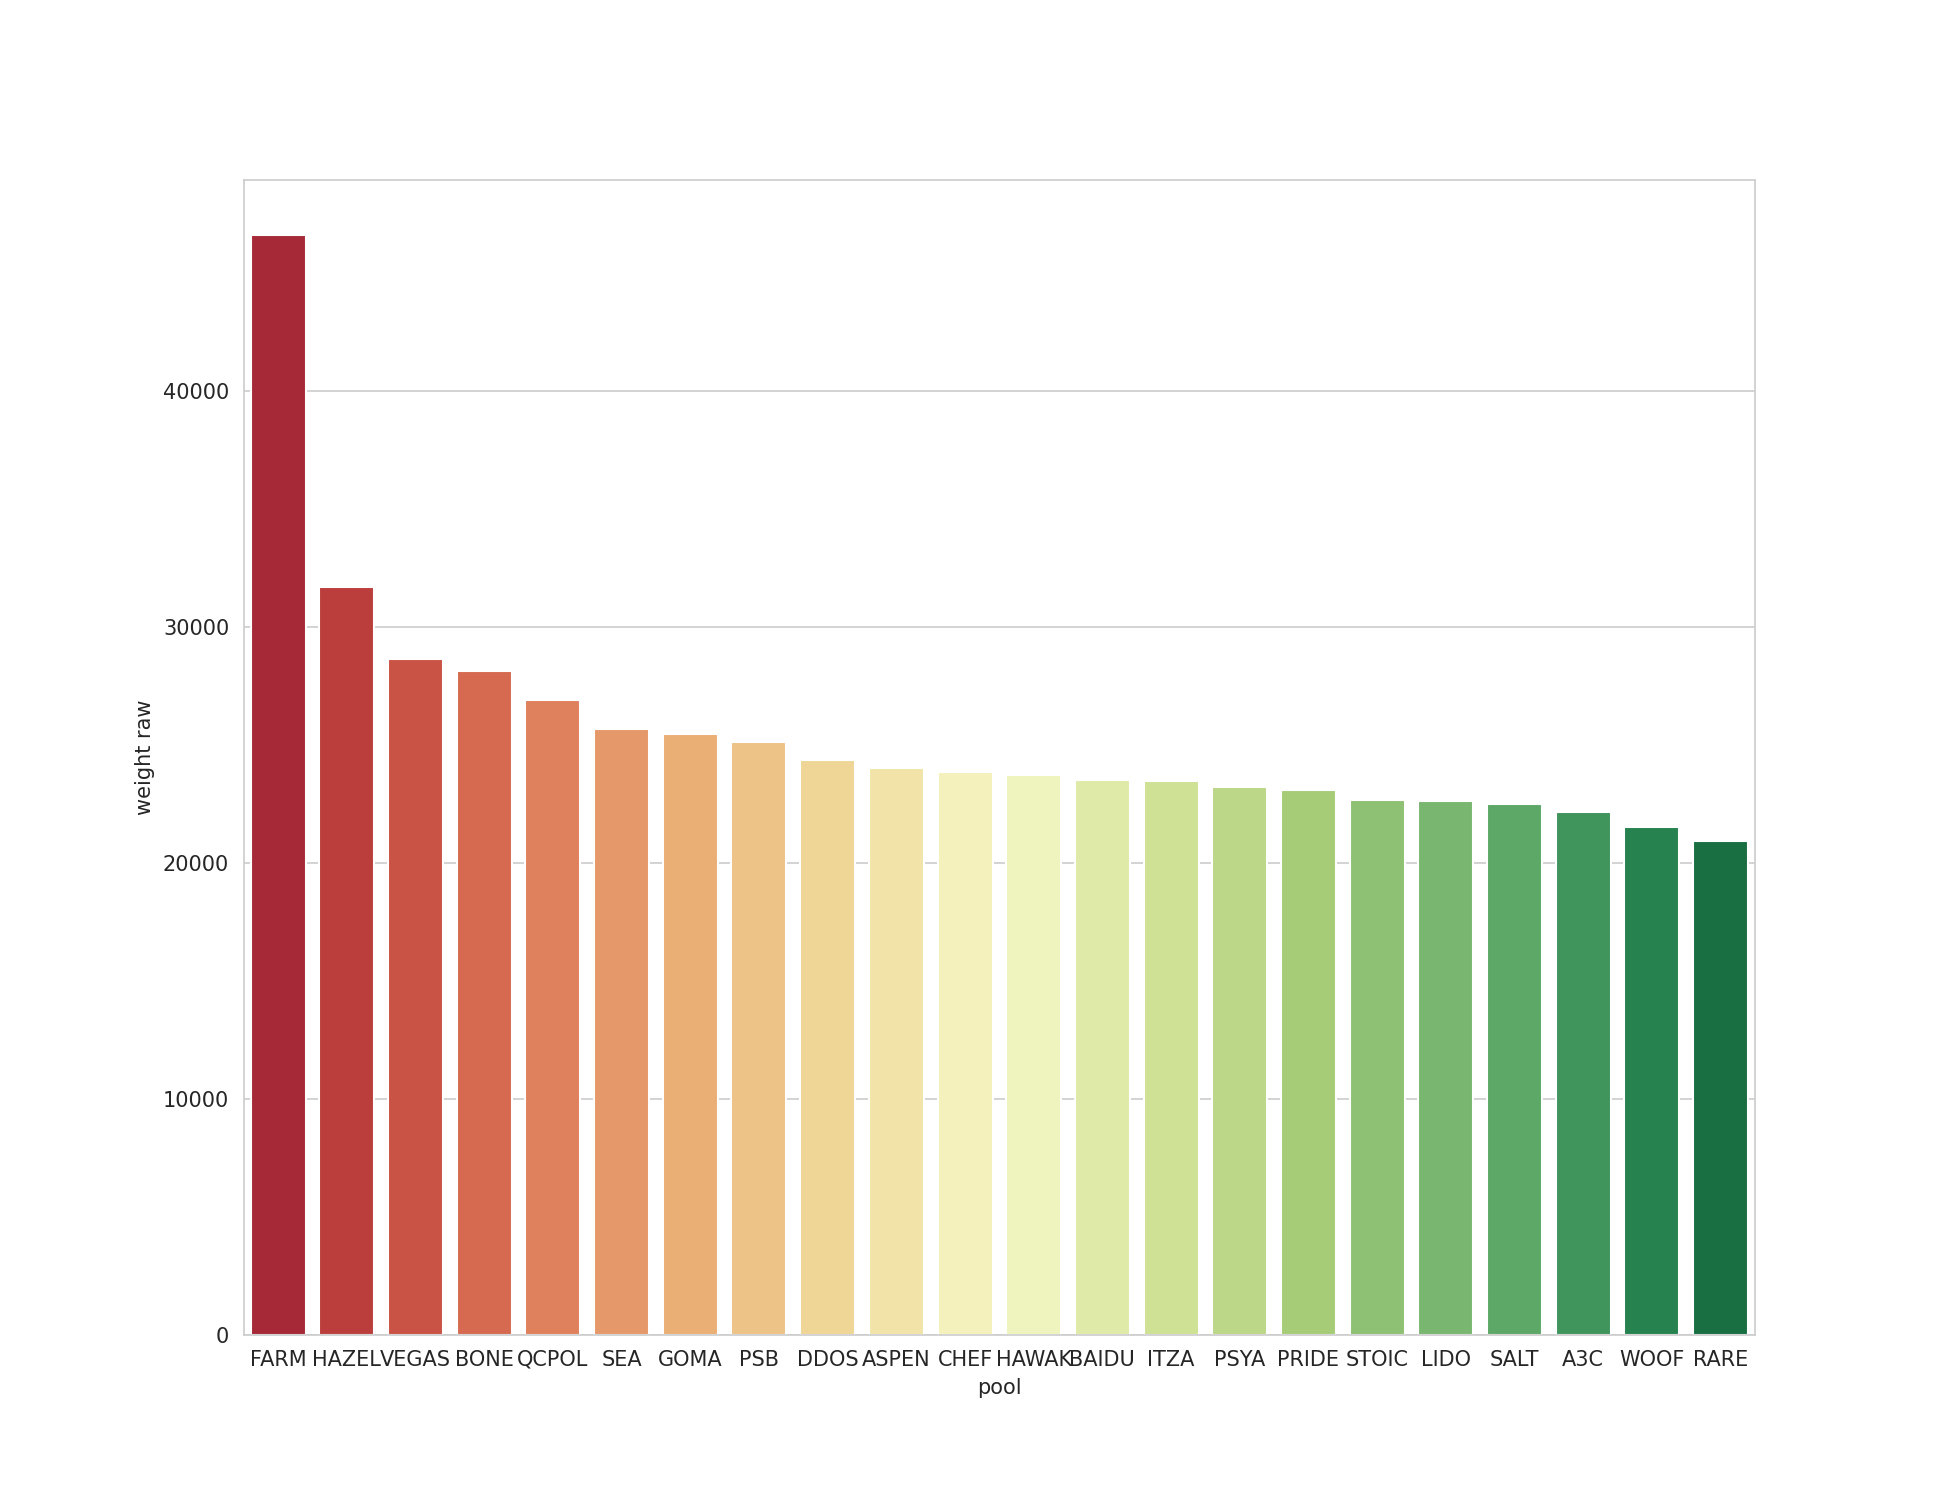 40000
30000
20000
10000
0
weight raw
FARM HAZEL VEGAS BONE QCPOL SEA GOMA PSB DDOS ASPEN CHEF HAWAK BAIDU ITZA PSYA PRIDE STOIC LIDO SALT A3C WOOF RARE
pool